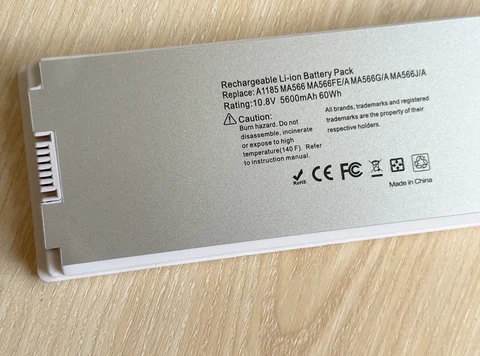 Rechargeable Li-ion Battery Pack
Replace: A1185 MA566 MA566FE/A MA566G/A MA566J/A
Rating: 10.8V 5600mAh 60Wh
Caution:
Burn hazard. Do not
disassemble, incinerate
or expose to high
temperature(140 F). Refer
to instruction manual.
All brands, trademarks and registered
trademarks are properties of their
respective holders.
RoHS CE FC
Made in China